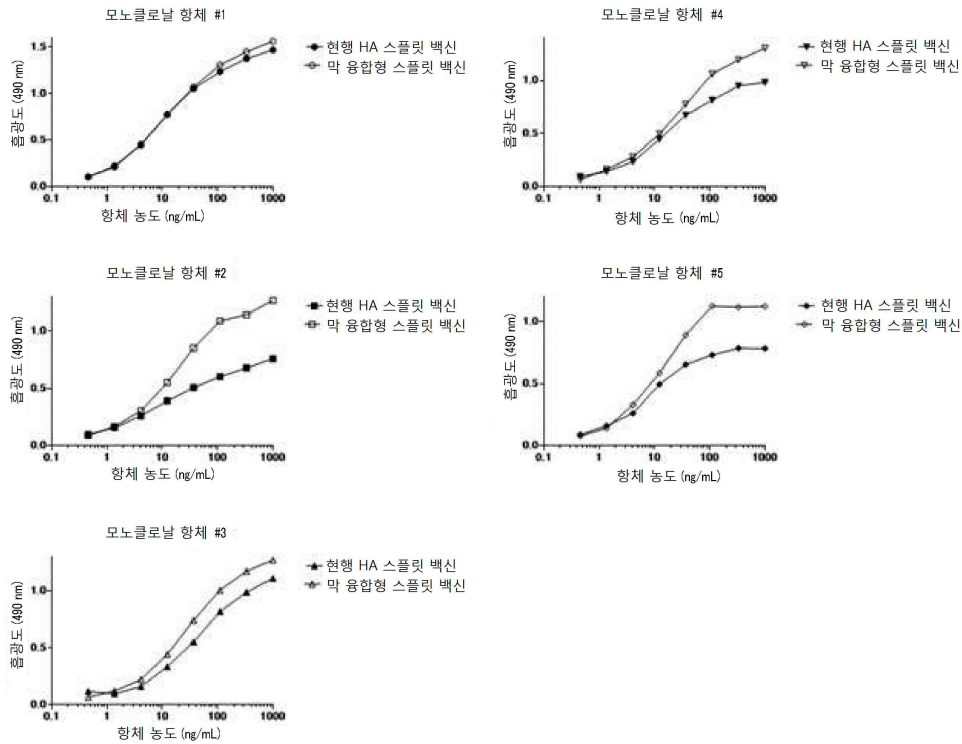 모노클로날 항체 #1
흡광도 (490 nm)
1.5
1.0
0.5
0.0
0.1 1 10 100 1000
항체 농도 (ng/mL)
현행 HA 스플릿 백신
막 융합형 스플릿 백신
모노클로날 항체 #4
흡광도 (490 nm)
1.0
0.5
0.0
0.1 1 10 100 1000
항체 농도 (ng/mL)
현행 HA 스플릿 백신
막 융합형 스플릿 백신
모노클로날 항체 #2
흡광도 (490 nm)
1.0
0.5
0.0
0.1 1 10 100 1000
항체 농도 (ng/mL)
현행 HA 스플릿 백신
막 융합형 스플릿 백신
모노클로날 항체 #5
흡광도 (490 nm)
1.0
0.5
0.0
0.1 1 10 100 1000
항체 농도 (ng/mL)
현행 HA 스플릿 백신
막 융합형 스플릿 백신
모노클로날 항체 #3
흡광도 (490 nm)
1.0
0.5
0.0
0.1 1 10 100 1000
항체 농도 (ng/mL)
현행 HA 스플릿 백신
막 융합형 스플릿 백신